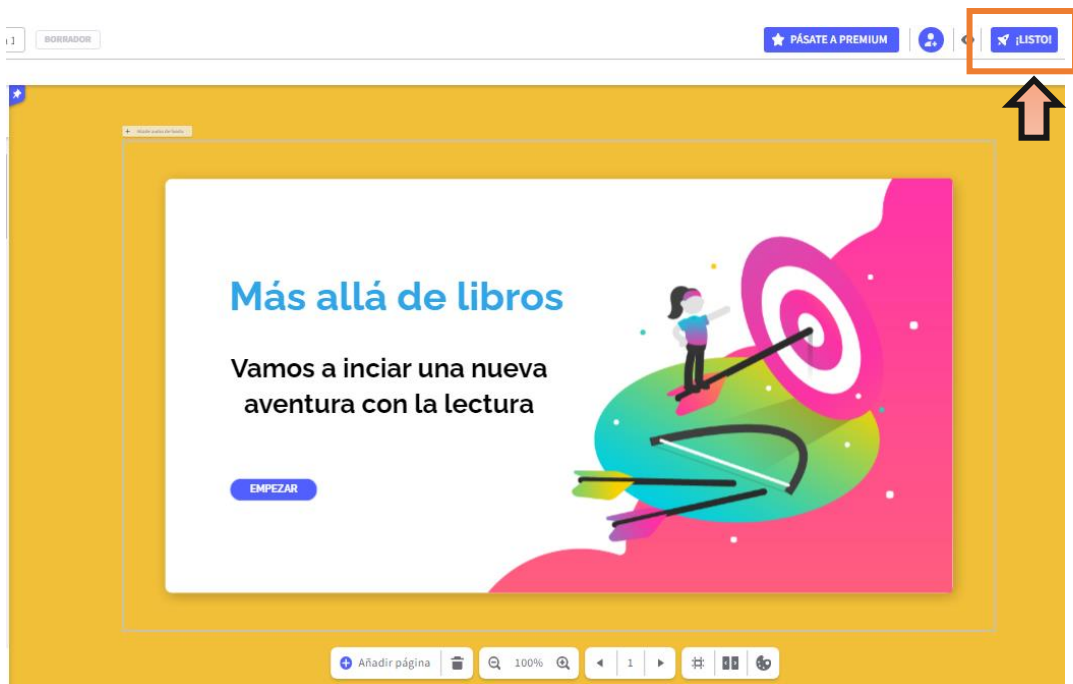 BORRADOR
PÁSATE A PREMIUM
¡LISTO!
Más allá de libros
Vamos a inciar una nueva
aventura con la lectura
EMPEZAR
Añadir página
100%
1